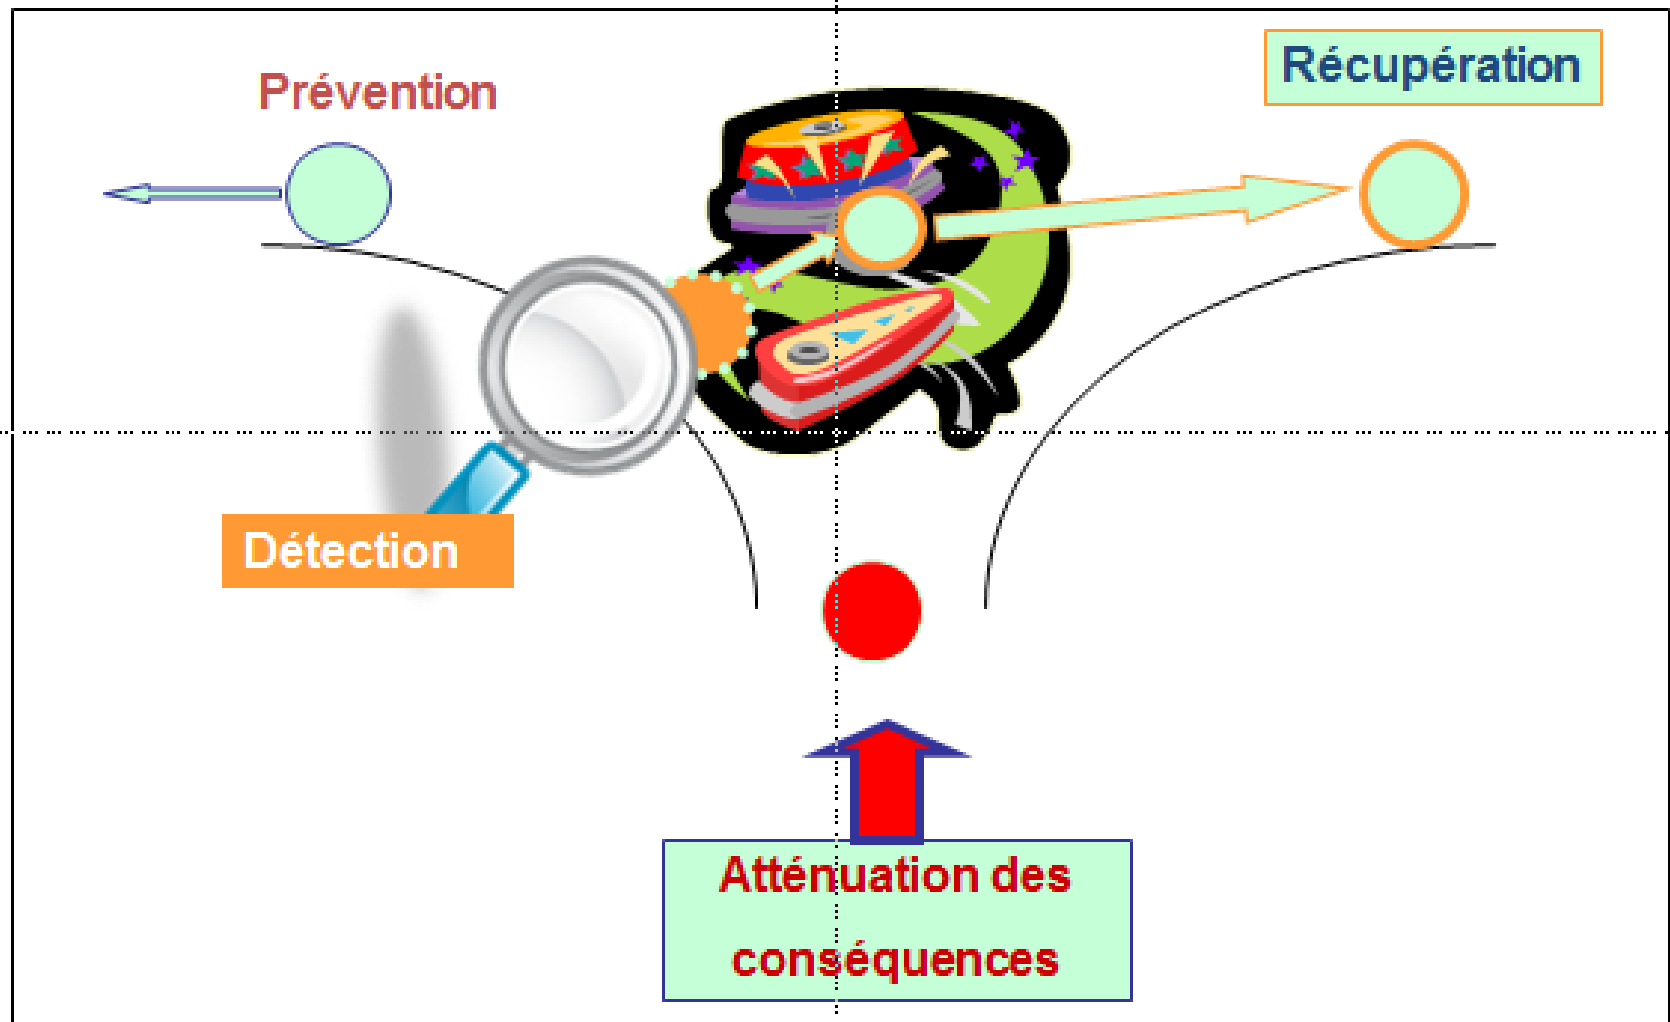 Prévention
Récupération
Détection
Atténuation des
conséquences